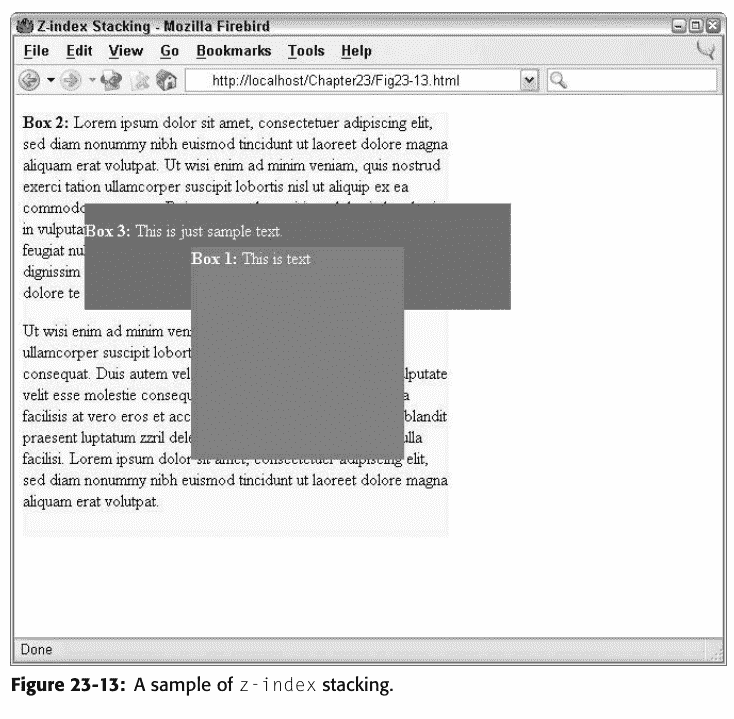 Z-index Stacking - Mozilla Firebird
File Edit View Go Bookmarks Tools Help
http://localhost/Chapter23/Fig23-13.html
Box 2: Lorem ipsum dolor sit amet, consectetuer adipiscing elit,
sed diam nonummy nibh euismod tincidunt ut laoreet dolore magna
aliquam erat volutpat. Ut wisi enim ad minim veniam, quis nostrud
exerci tation ullamcorper suscipit lobortis nisl ut aliquip ex ea
commodo
in vulputa
Box 3: This is just sample text.
feugiat nul
Box 1: This is text
dignissim
dolore te
Ut wisi enim ad minim ven
ullamcorper suscipit lobort
consequat. Duis autem vel lputate
velit esse molestie consequ a
facilisis at vero eros et acc blandit
praesent luptatum zzril dele ulla
facilisi. Lorem ipsum dolor sit amet, consectetuer adipiscing elit,
sed diam nonummy nibh euismod tincidunt ut laoreet dolore magna
aliquam erat volutpat.
Done
Figure 23-13: A sample of z-index stacking.